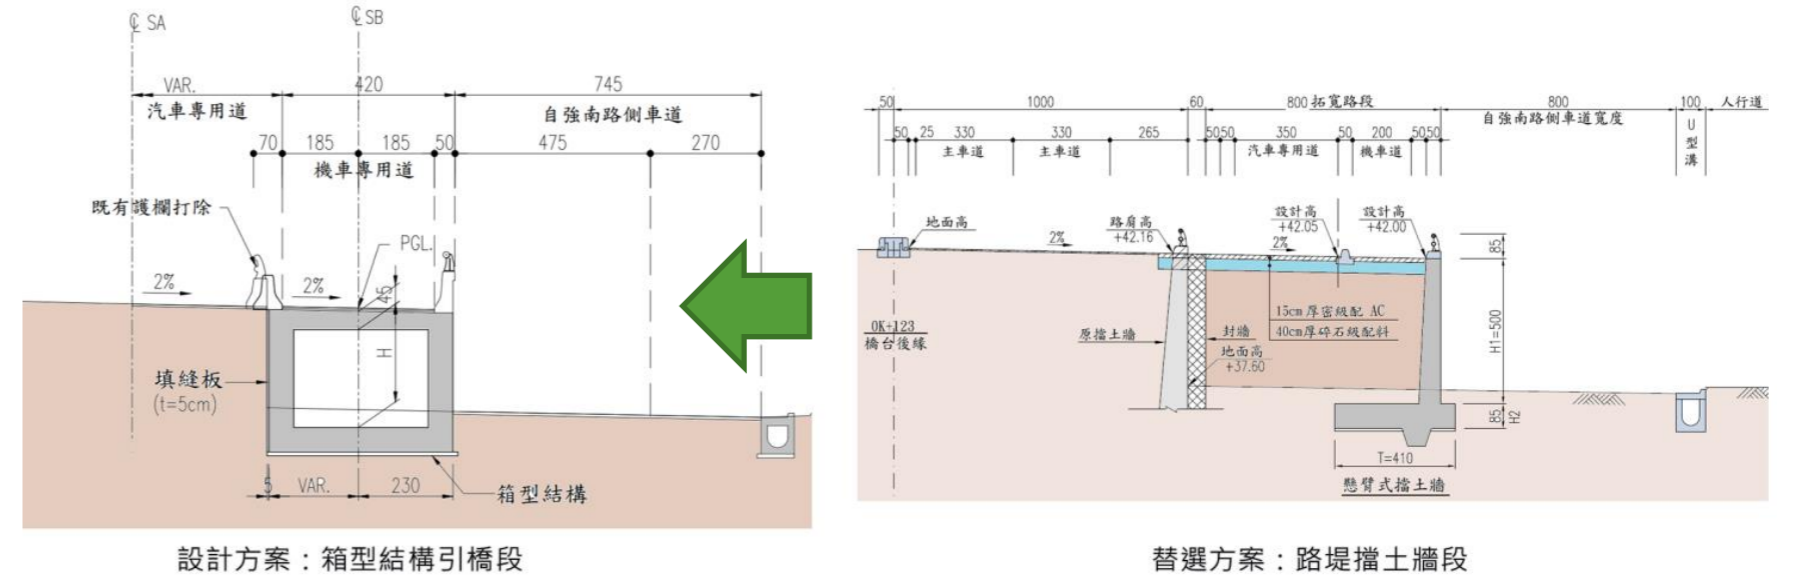 ℄ SA
℄ SB
VAR.
420
745
汽車專用道
自強南路側車道
70
185
185
50
475
270
機車專用道
既有護欄打除
PGL.
2%
2%
45
H
填縫板
(t=5cm)
5
VAR.
230
箱型結構
設計方案：箱型結構引橋段
50
1000
60
800 拓寬路段
800
100
人行道
自強南路側車道寬度
50
25
330
330
265
50
50
350
50
200
50
50
主車道
主車道
汽車專用道
機車道
U
型
溝
地面高
路肩高
+42.16
設計高
+42.05
設計高
+42.00
2%
2%
85
0K+123
橋台後緣
原擋土牆
封牆
地面高
+37.60
15cm厚密級配 AC
40cm厚碎石級配料
H1=500
85
H2
T=410
懸臂式擋土牆
替選方案：路堤擋土牆段